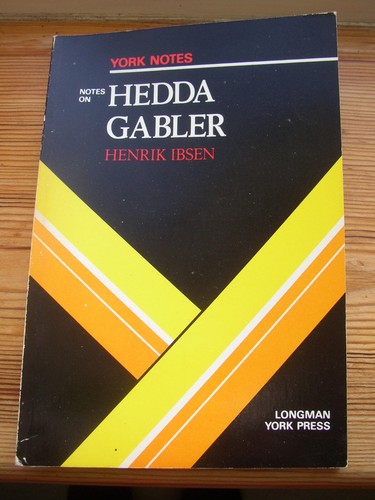 YORK NOTES
NOTES
ON
HEDDA
GABLER
HENRIK IBSEN
LONGMAN
YORK PRESS